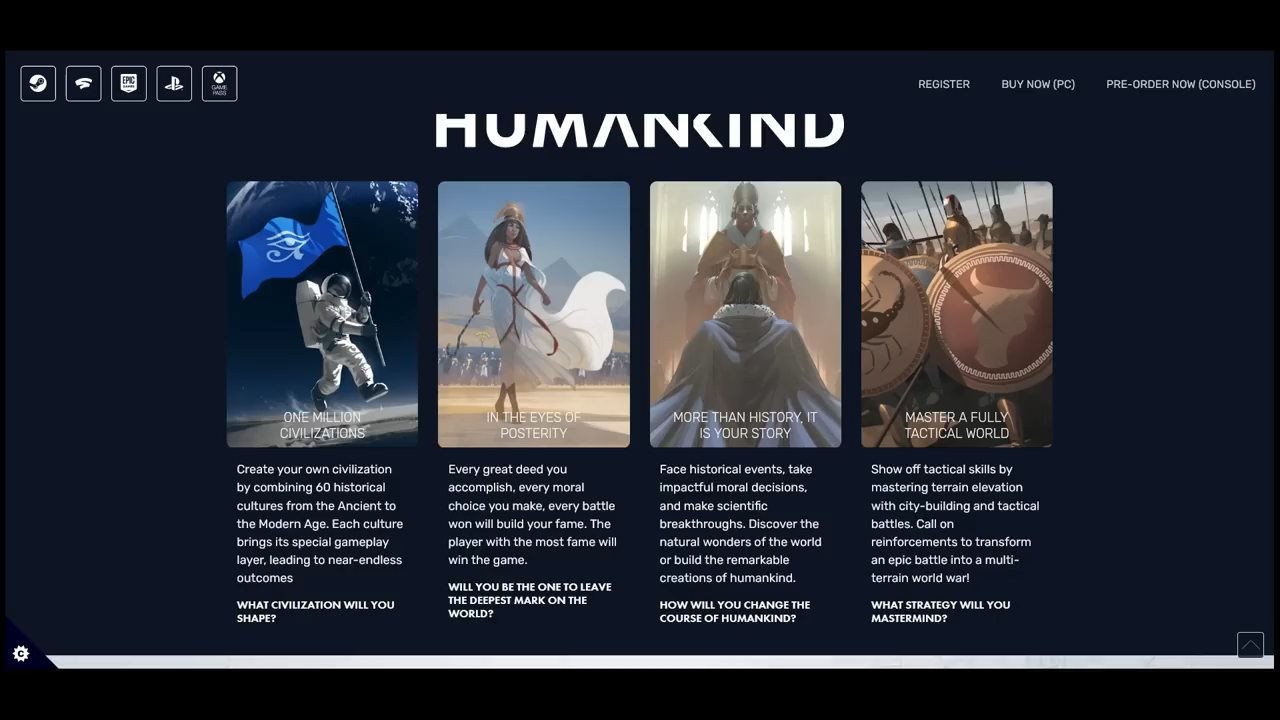 EPIC
GAMES
GAME
PASS
REGISTER
BUY NOW (PC)
PRE-ORDER NOW (CONSOLE)
HUMANKIND
ONE MILLION
CIVILIZATIONS
Create your own civilization
by combining 60 historical
cultures from the Ancient to
the Modern Age. Each culture
brings its special gameplay
layer, leading to near-endless
outcomes
WHAT CIVILIZATION WILL YOU
SHAPE?
IN THE EYES OF
POSTERITY
Every great deed you
accomplish, every moral
choice you make, every battle
won will build your fame. The
player with the most fame will
win the game.
WILL YOU BE THE ONE TO LEAVE
THE DEEPEST MARK ON THE
WORLD?
MORE THAN HISTORY, IT
IS YOUR STORY
Face historical events, take
impactful moral decisions,
and make scientific
breakthroughs. Discover the
natural wonders of the world
or build the remarkable
creations of humankind.
HOW WILL YOU CHANGE THE
COURSE OF HUMANKIND?
MASTER A FULLY
TACTICAL WORLD
Show off tactical skills by
mastering terrain elevation
with city-building and tactical
battles. Call on
reinforcements to transform
an epic battle into a multi-
terrain world war!
WHAT STRATEGY WILL YOU
MASTERMIND?
C